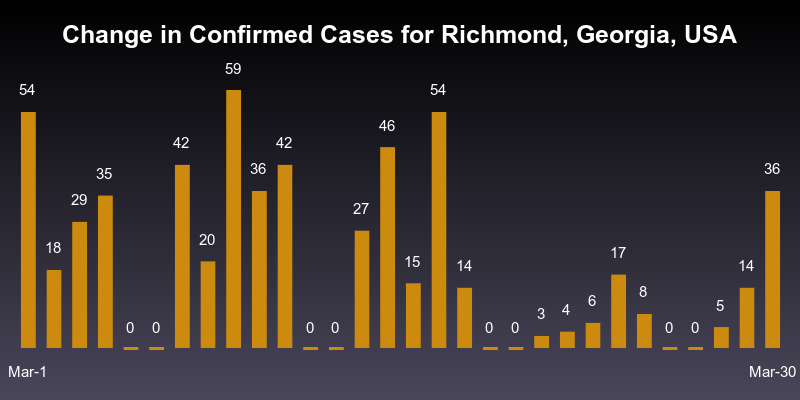 Change in Confirmed Cases for Richmond, Georgia, USA
54 18 29 35 0 0 42 20 59 36 42 0 0 27 46 15 54 14 0 0 3 4 6 17 8 0 0 5 14 36
Mar-1 Mar-30